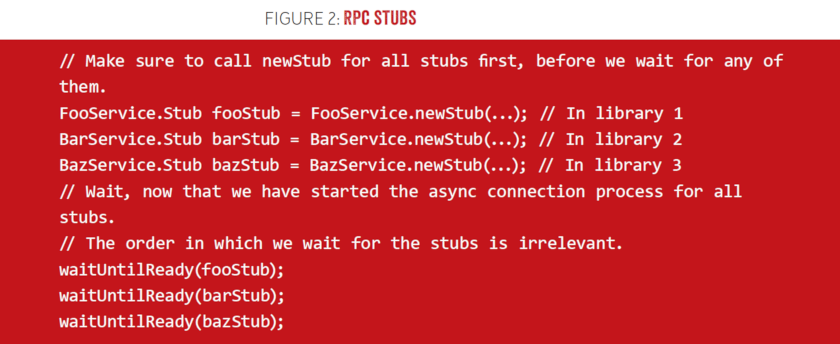 FIGURE 2: RPC STUBS
// Make sure to call newStub for all stubs first, before we wait for any of
them.
FooService.Stub fooStub = FooService.newStub(...); // In library 1
BarService.Stub barStub = BarService.newStub(...); // In library 2
BazService.Stub bazStub = BazService.newStub(...); // In library 3
// Wait, now that we have started the async connection process for all
stubs.
// The order in which we wait for the stubs is irrelevant.
waitUntilReady(fooStub);
waitUntilReady(barStub);
waitUntilReady(bazStub);